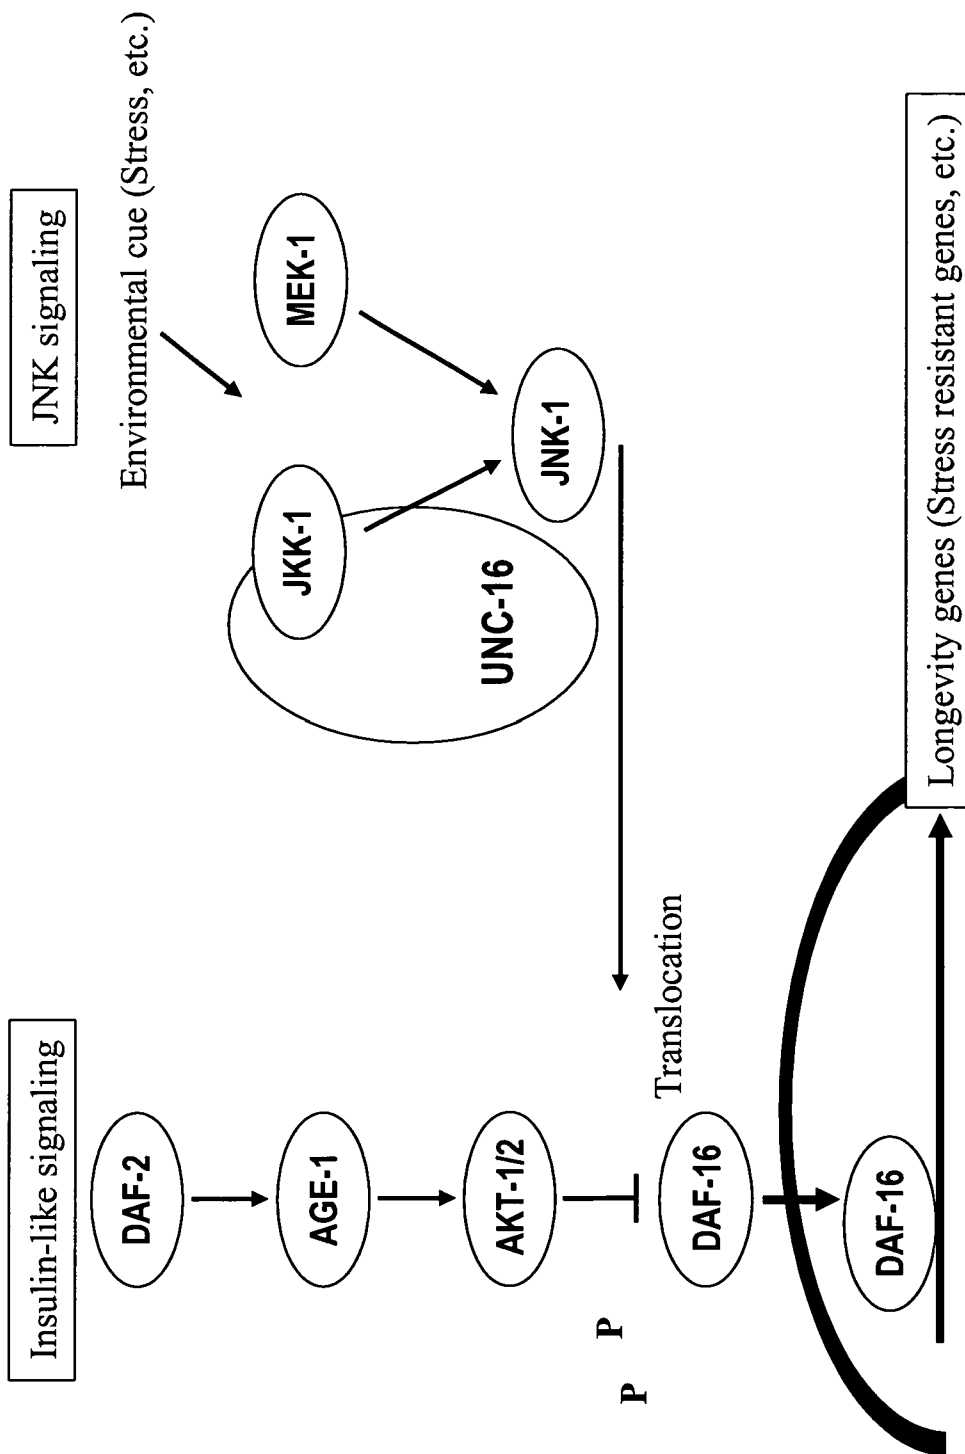 Insulin-like signaling
JNK signaling
Environmental cue (Stress, etc.)
DAF-2
AGE-1
AKT-1/2
JKK-1
MEK-1
UNC-16
JNK-1
P
P
Translocation
DAF-16
DAF-16
Longevity genes (Stress resistant genes, etc.)